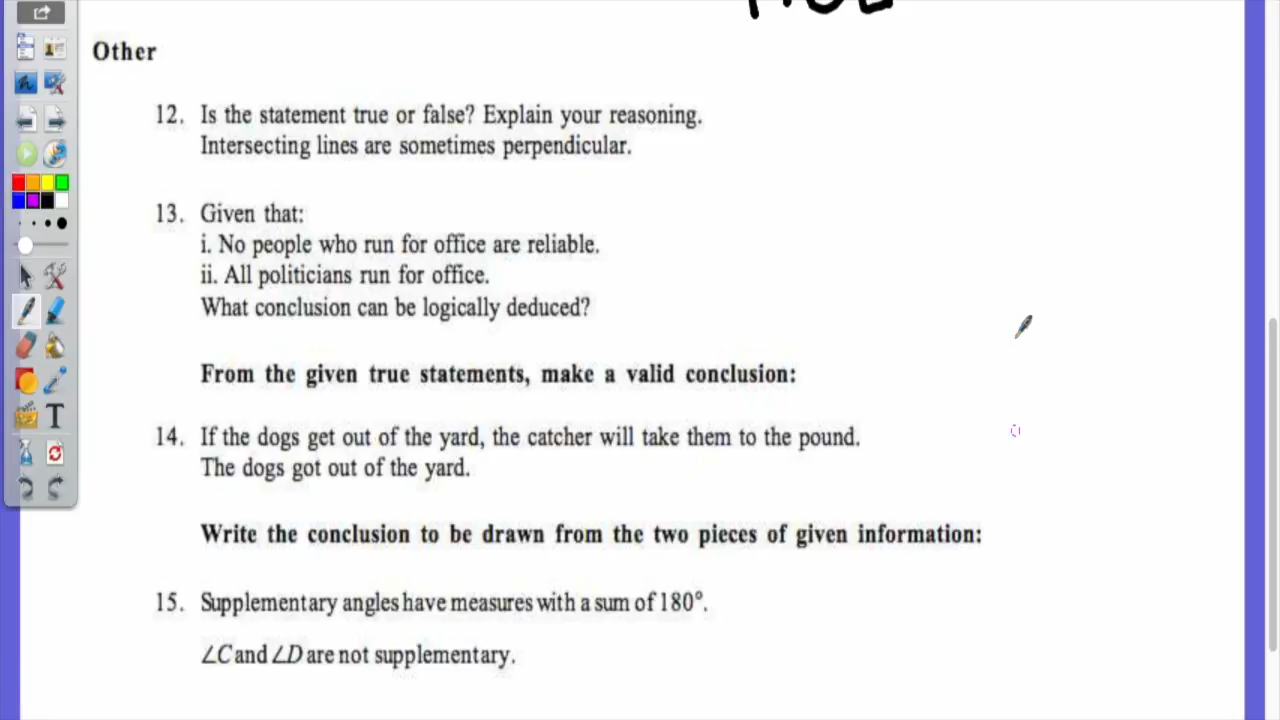 Other
12. Is the statement true or false? Explain your reasoning.
Intersecting lines are sometimes perpendicular.
13. Given that:
i. No people who run for office are reliable.
ii. All politicians run for office.
What conclusion can be logically deduced?
From the given true statements, make a valid conclusion:
14. If the dogs get out of the yard, the catcher will take them to the pound.
The dogs got out of the yard.
Write the conclusion to be drawn from the two pieces of given information:
15. Supplementary angles have measures with a sum of 180°.
∠C and ∠D are not supplementary.